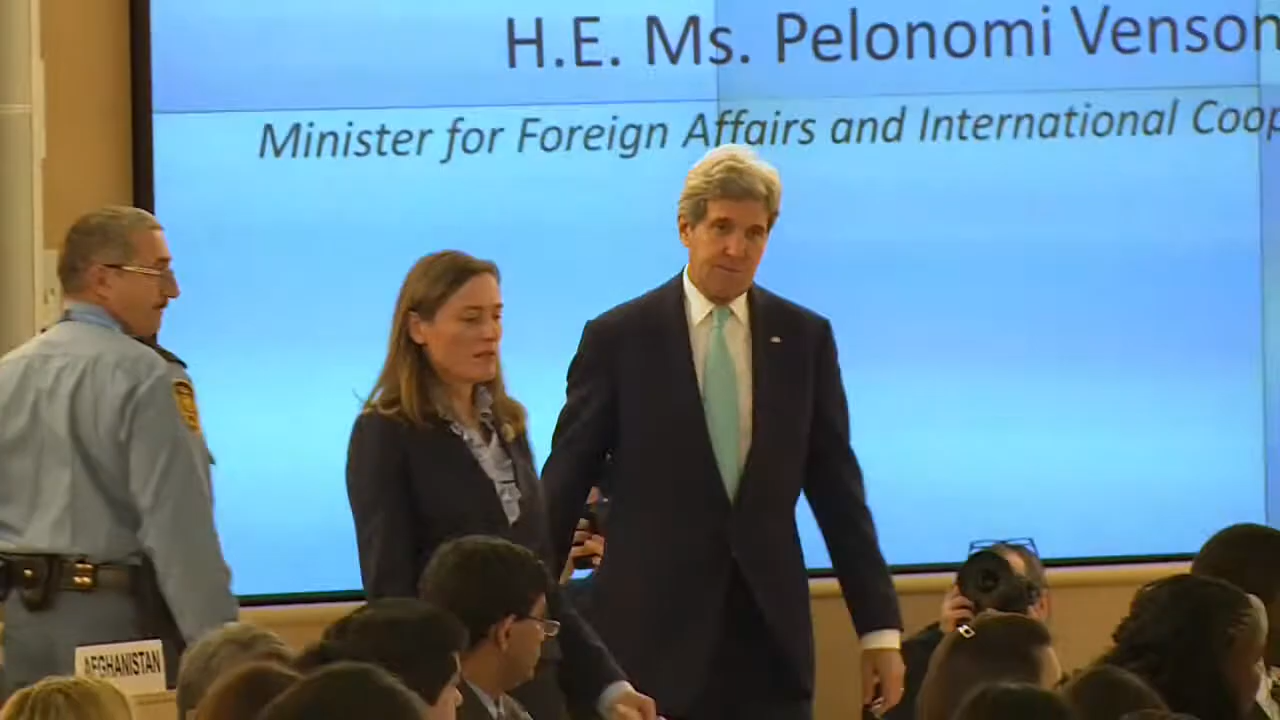 H.E. Ms. Pelonomi Venson
Minister for Foreign Affairs and International Coop
AFGHANISTAN